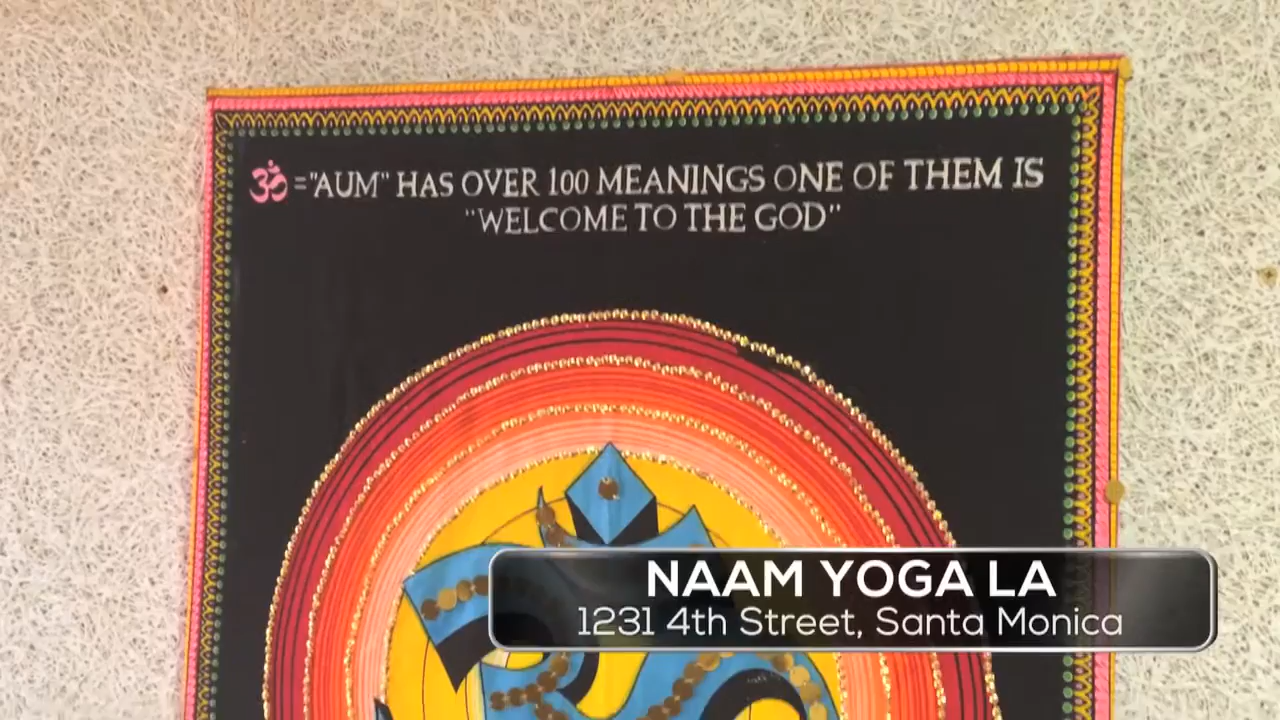 ॐ="AUM" HAS OVER 100 MEANINGS ONE OF THEM IS
"WELCOME TO THE GOD"
NAAM YOGA LA
1231 4th Street, Santa Monica